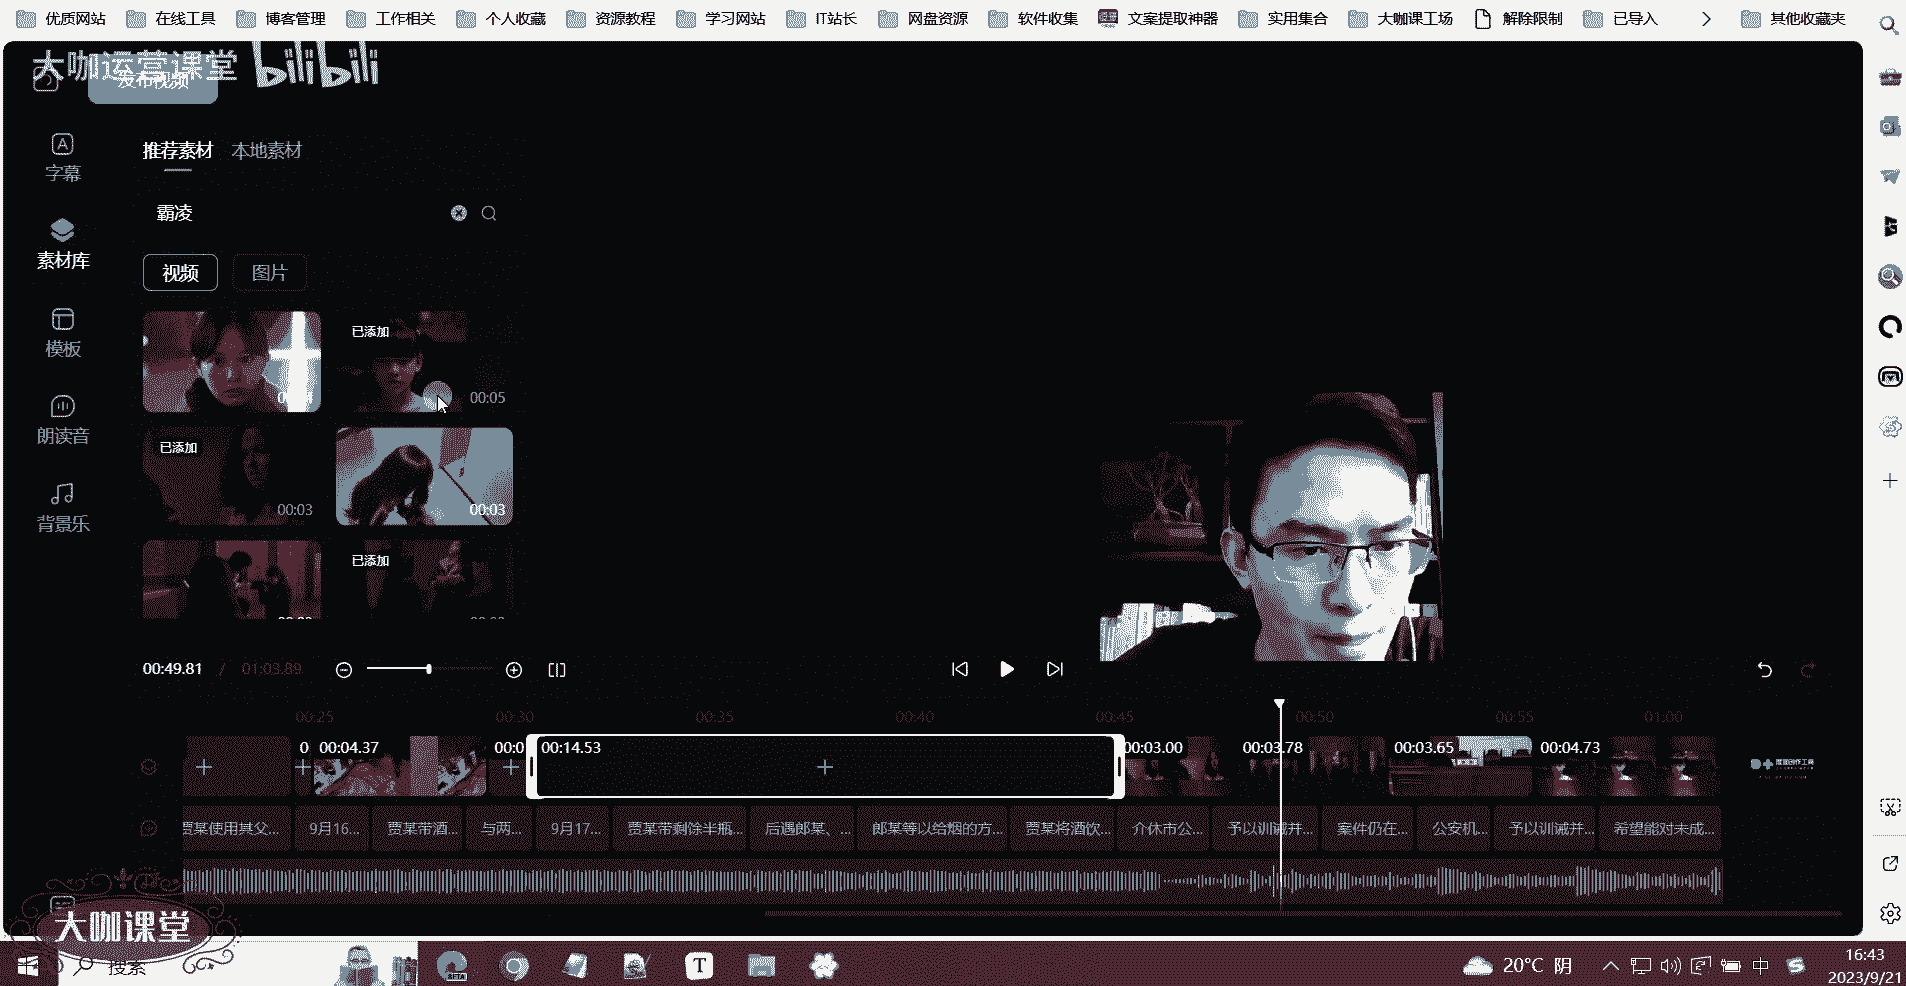 优质网站 在线工具 博客管理 工作相关 个人收藏 资源教程 学习网站 IT站长 网盘资源 软件收集 文案提取神器 实用集合 大咖课工场 解除限制 已导入 其他收藏夹
大咖运营课堂 bilibili
发布视频
字幕
素材库
模板
朗读音
背景乐
推荐素材 本地素材
霸凌
视频 图片
已添加
00:05
已添加
00:03
00:03
已添加
00:49.81 / 01:03.89
00:25 00:30 00:35 00:40 00:45 00:50 00:55 01:00
00:04.37 00:14.53 00:03.00 00:03.78 00:03.65 00:04.73
贾某使用其父... 9月16... 贾某带酒... 与两... 9月17... 贾某带剩余半瓶... 后遇郎某、... 郎某等以给烟的方... 贾某将酒饮... 介休市公... 予以训诫并... 案件仍在... 公安机... 予以训诫并... 希望能对未成...
大咖课堂
搜索
20°C 阴
中
16:43
2023/9/21